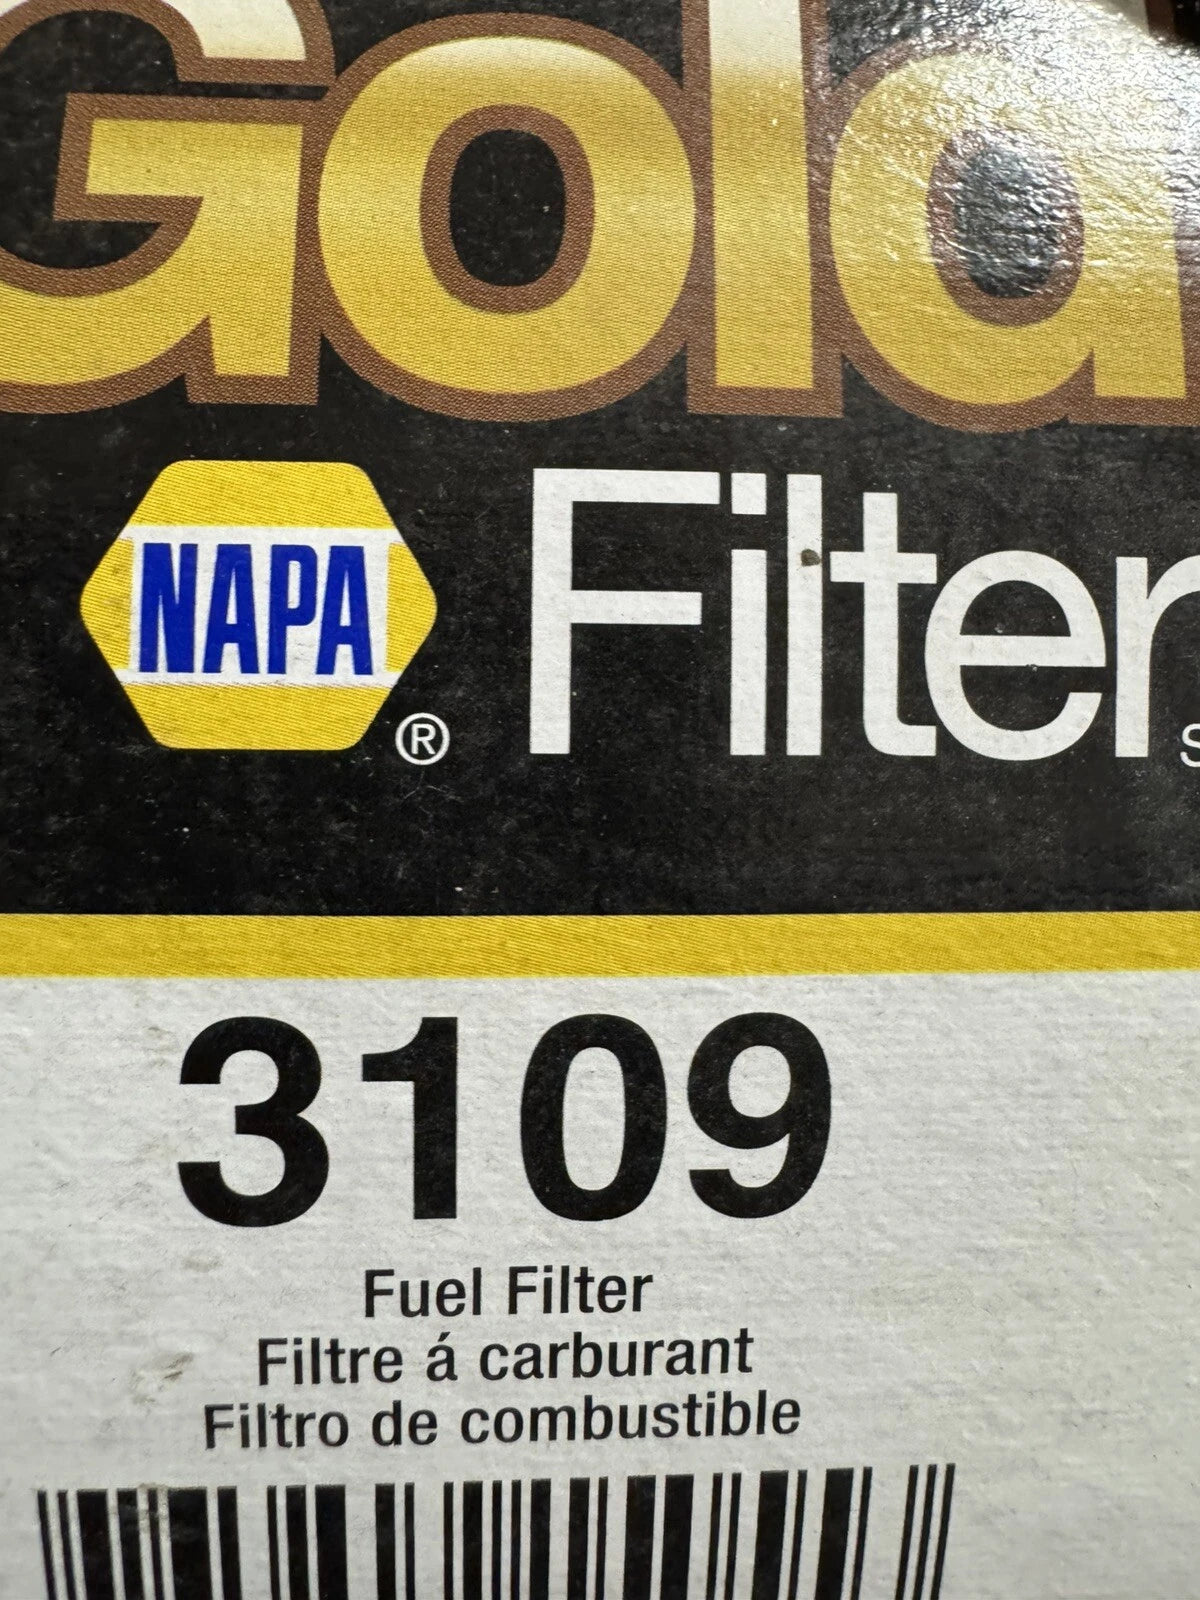 Gold
NAPA® Filter
3109
Fuel Filter
Filtre á carburant
Filtro de combustible